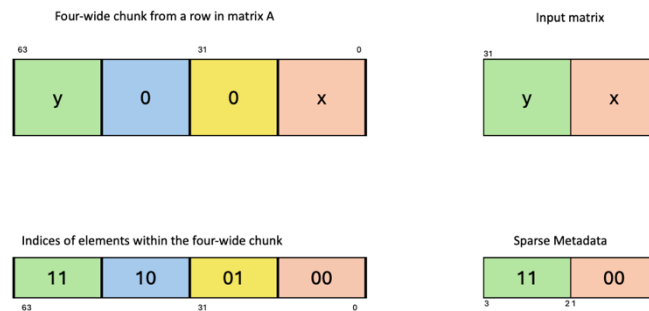 Four-wide chunk from a row in matrix A
Input matrix
63 31 0
31
y 0 0 x
y x
Indices of elements within the four-wide chunk
Sparse Metadata
11 10 01 00
11 00
63 31 0
3 2 1 0